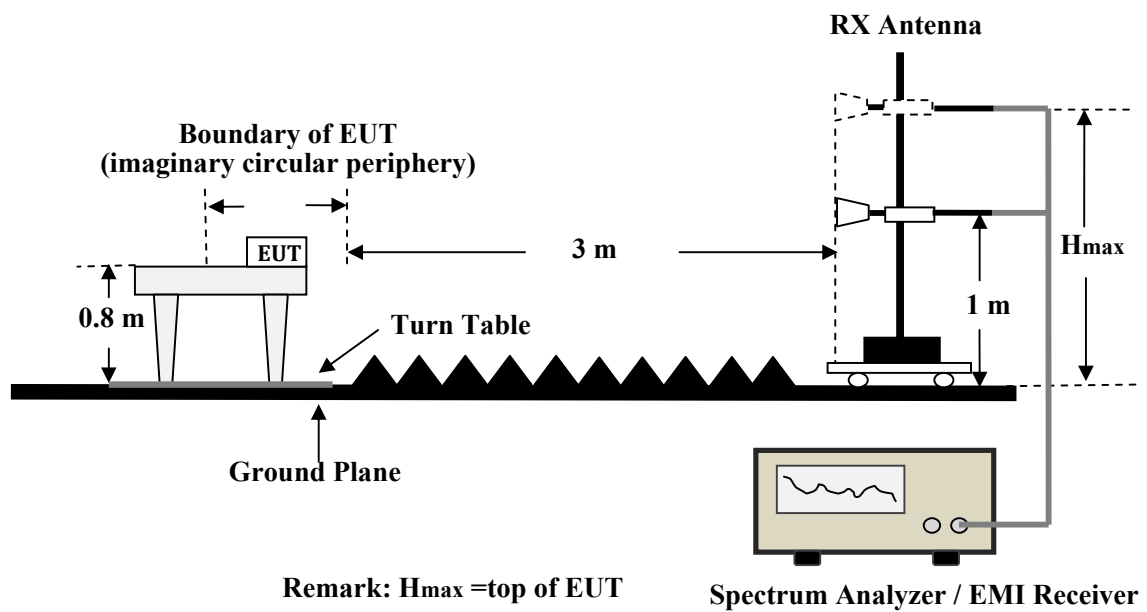 RX Antenna
Boundary of EUT
(imaginary circular periphery)
EUT
3 m
Hmax
0.8 m
1 m
Turn Table
Ground Plane
Remark: Hmax =top of EUT
Spectrum Analyzer / EMI Receiver